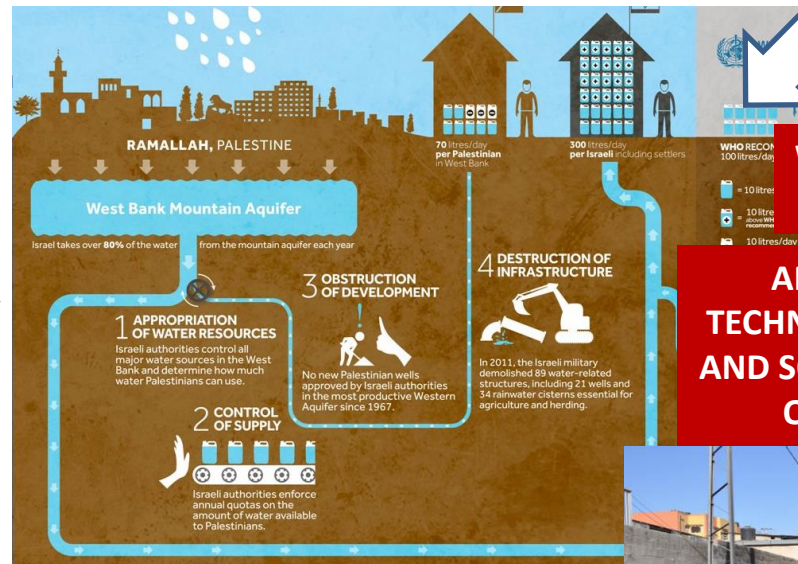 RAMALLAH, PALESTINE
70 litres/day
per Palestinian
in West Bank
300 litres/day
per Israeli including settlers
WHO
100 litres/day
= 10 litres
10
10 litres/day
West Bank Mountain Aquifer
Israel takes over 80% of the water from the mountain aquifer each year
1 APPROPRIATION
OF WATER RESOURCES
Israeli authorities control all
major water sources in the West
Bank and determine how much
water Palestinians can use.
2 CONTROL
OF SUPPLY
Israeli authorities enforce
annual quotas on the
amount of water available
to Palestinians.
3 OBSTRUCTION
OF DEVELOPMENT
No new Palestinian wells
approved by Israeli authorities
in the most productive Western
Aquifer since 1967.
4 DESTRUCTION OF
INFRASTRUCTURE
In 2011, the Israeli military
demolished 89 water-related
structures, including 21 wells and
34 rainwater cisterns essential for
agriculture and herding.
AND